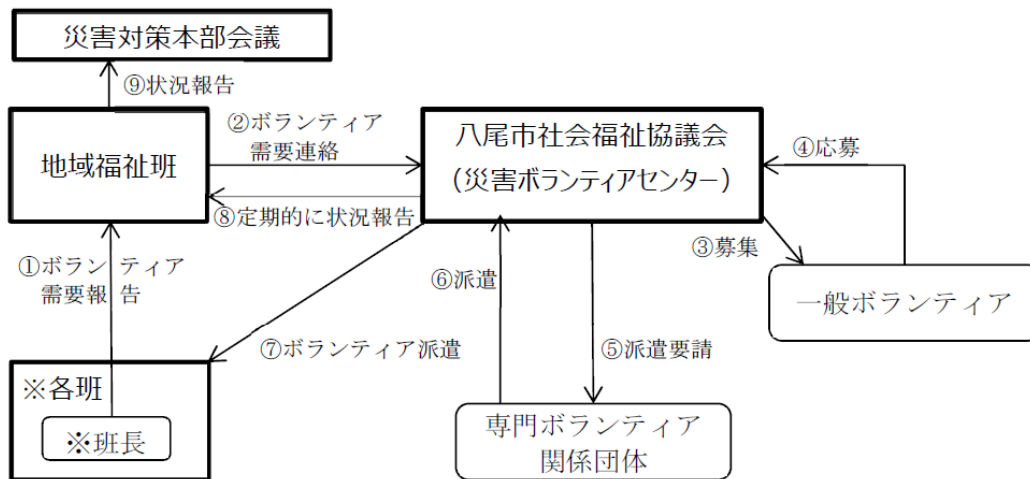 災害対策本部会議
⑨状況報告
地域福祉班
②ボランティア
需要連絡
八尾市社会福祉協議会
（災害ボランティアセンター）
④応募
⑧定期的に状況報告
③募集
①ボランティア
需要報告
⑥派遣
一般ボランティア
⑦ボランティア派遣
⑤派遣要請
※各班
※班長
専門ボランティア
関係団体